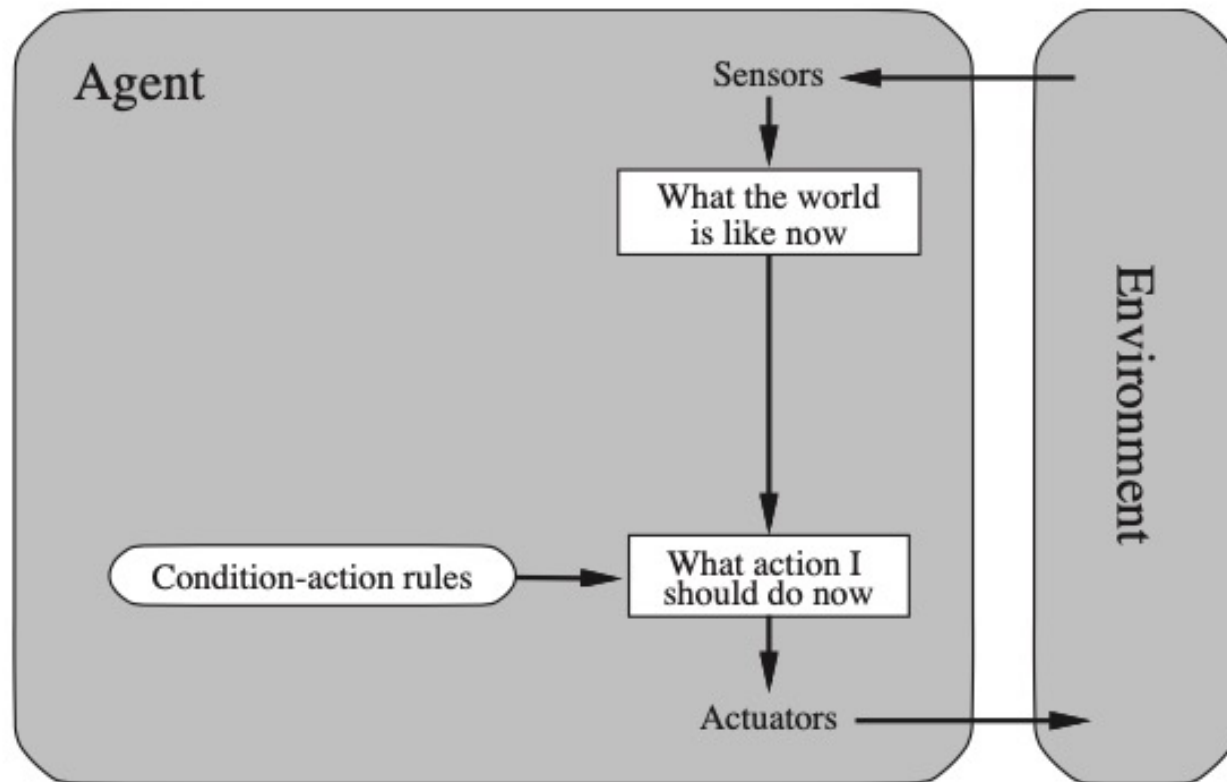 Agent
Sensors
What the world
is like now
Environment
Condition-action rules
What action I
should do now
Actuators